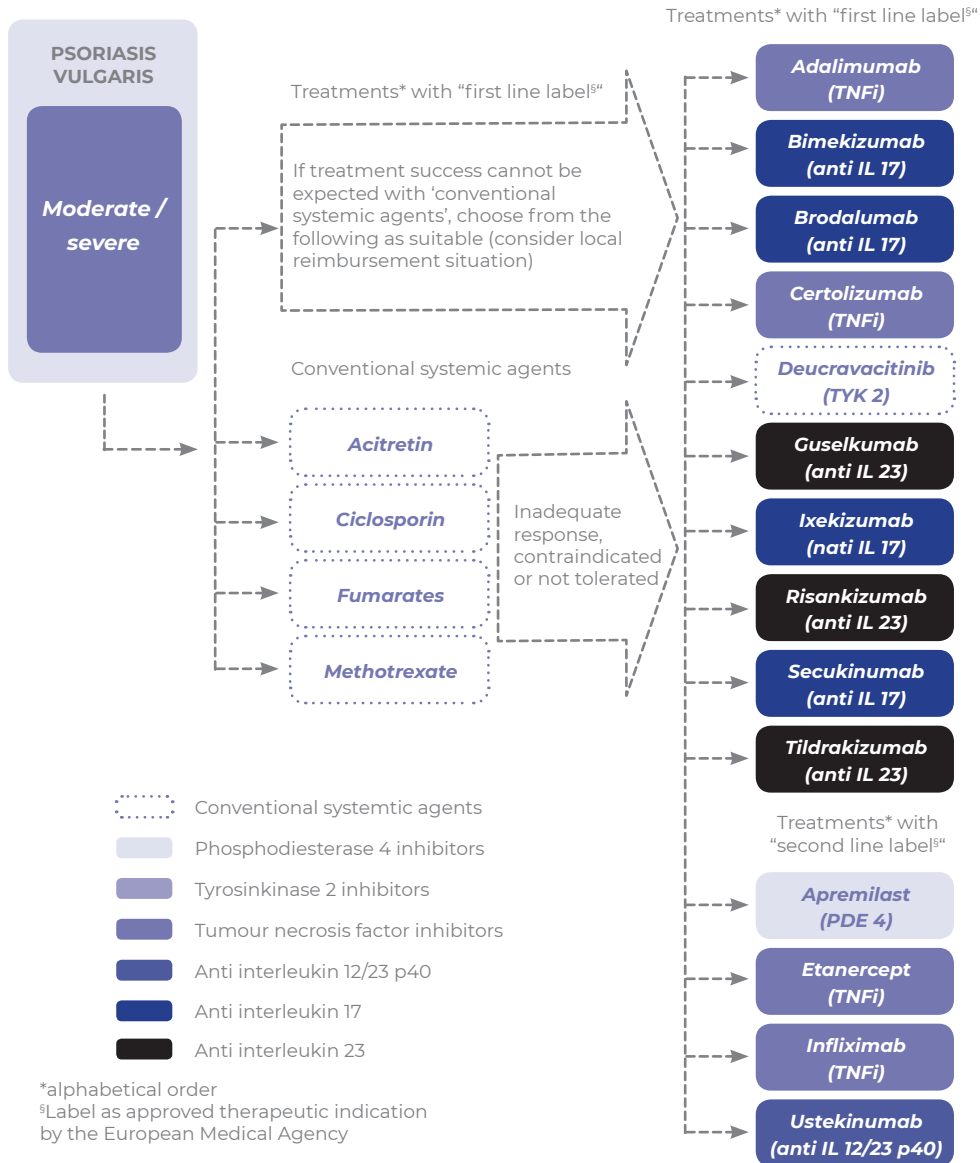 Treatments* with “first line label§“
PSORIASIS
VULGARIS
Moderate /
severe
Treatments* with “first line label§“
If treatment success cannot be
expected with ‘conventional
systemic agents’, choose from the
following as suitable (consider local
reimbursement situation)
Conventional systemic agents
Acitretin
Ciclosporin
Fumarates
Methotrexate
Inadequate
response,
contraindicated
or not tolerated
Adalimumab
(TNFi)
Bimekizumab
(anti IL 17)
Brodalumab
(anti IL 17)
Certolizumab
(TNFi)
Deucravacitinib
(TYK 2)
Guselkumab
(anti IL 23)
Ixekizumab
(nati IL 17)
Risankizumab
(anti IL 23)
Secukinumab
(anti IL 17)
Tildrakizumab
(anti IL 23)
Treatments* with
“second line label§“
Apremilast
(PDE 4)
Etanercept
(TNFi)
Infliximab
(TNFi)
Ustekinumab
(anti IL 12/23 p40)
Conventional systemtic agents
Phosphodiesterase 4 inhibitors
Tyrosinkinase 2 inhibitors
Tumour necrosis factor inhibitors
Anti interleukin 12/23 p40
Anti interleukin 17
Anti interleukin 23
*alphabetical order
§Label as approved therapeutic indication
by the European Medical Agency